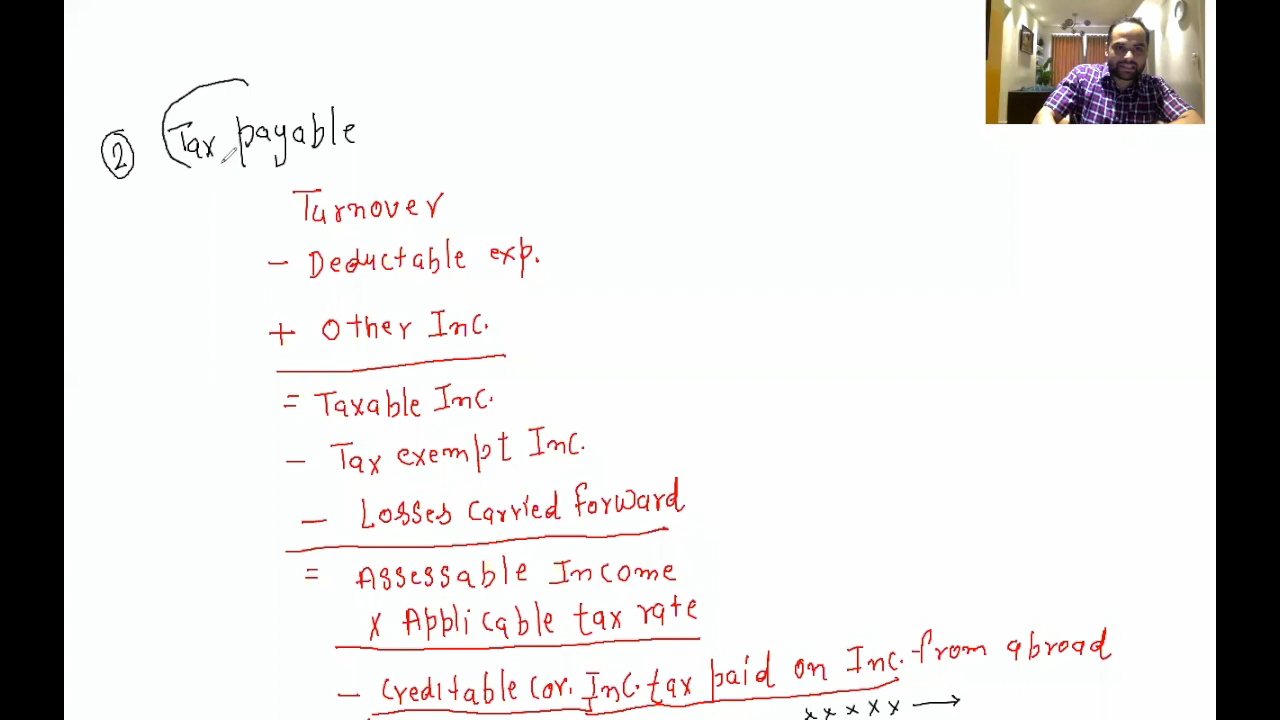 ② Tax payable
Turnover
- Deductable exp.
+ Other Inc.
= Taxable Inc.
- Tax exempt Inc.
- Losses carried forward
= Assessable Income
x Applicable tax rate
- creditable cor. Inc. tax paid on Inc. from abroad
x x x x x →